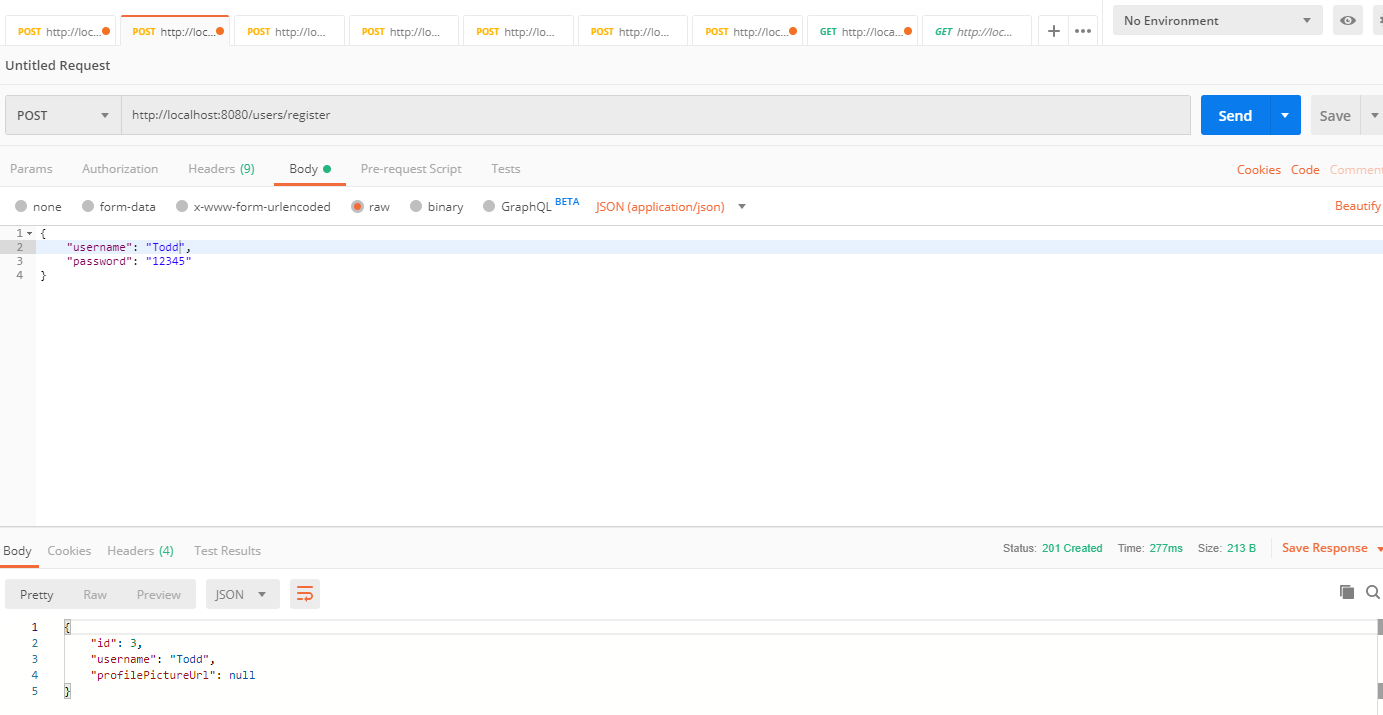 POST http://loc... POST http://loc... POST http://lo... POST http://lo... POST http://lo... POST http://lo... POST http://loc... GET http://loca... GET http://loc... + ••• No Environment
Untitled Request
POST http://localhost:8080/users/register Send Save
Params Authorization Headers (9) Body Pre-request Script Tests Cookies Code Comment
none form-data x-www-form-urlencoded raw binary GraphQL BETA JSON (application/json) Beautify
1 {
2 "username": "Todd",
3 "password": "12345"
4 }
Body Cookies Headers (4) Test Results Status: 201 Created Time: 277ms Size: 213 B Save Response
Pretty Raw Preview JSON
1 {
2 "id": 3,
3 "username": "Todd",
4 "profilePictureUrl": null
5 }